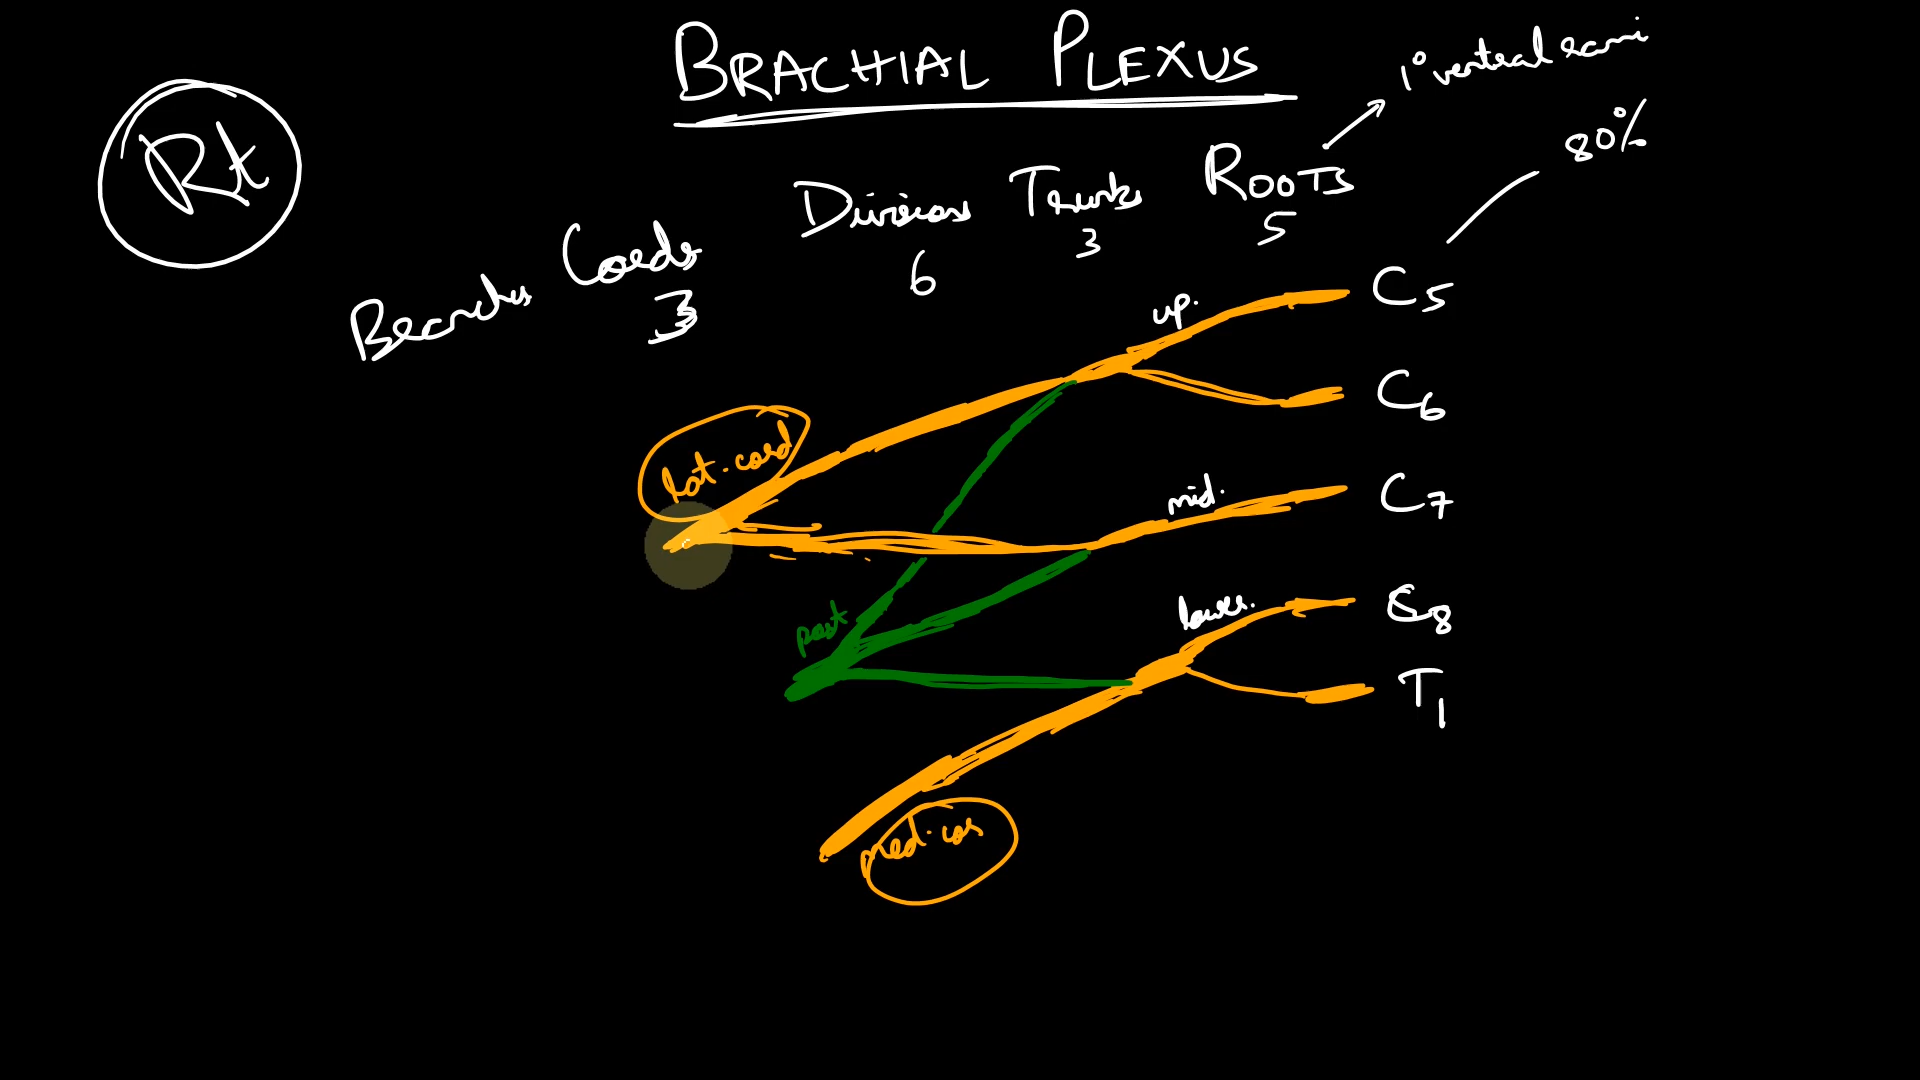 BRACHIAL PLEXUS
1° ventral rami
Rt
80%
Branches Cords Divisions Trunks ROOTS
3 6 3 5
up.
C5
C6
lat. cord
mid.
C7
post
lower.
C8
T1
med. cor